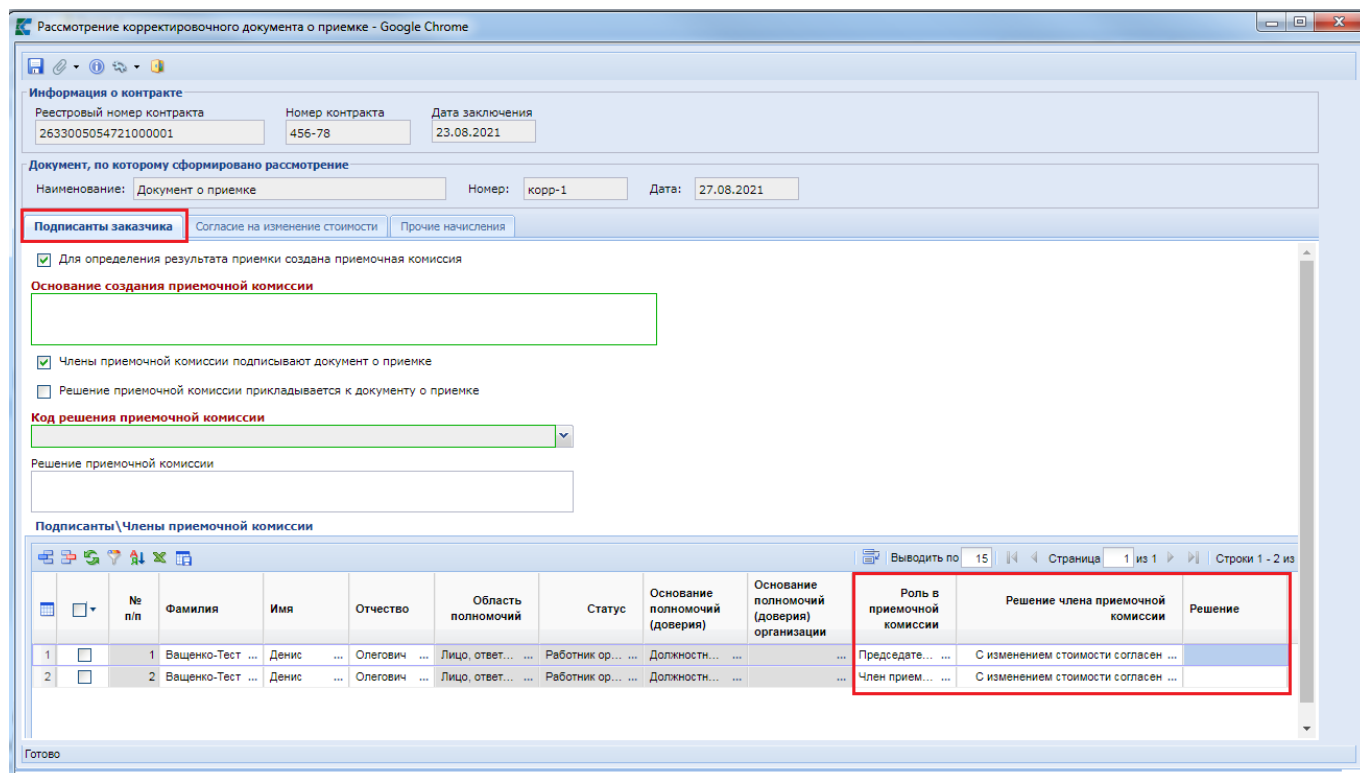 Рассмотрение корректировочного документа о приемке - Google Chrome
Информация о контракте
Реестровый номер контракта Номер контракта Дата заключения
2633005054721000001 456-78 23.08.2021
Документ, по которому сформировано рассмотрение
Наименование: Документ о приемке Номер: корр-1 Дата: 27.08.2021
Подписанты заказчика Согласие на изменение стоимости Прочие начисления
Для определения результата приемки создана приемочная комиссия
Основание создания приемочной комиссии
Члены приемочной комиссии подписывают документ о приемке
Решение приемочной комиссии прикладывается к документу о приемке
Код решения приемочной комиссии
Решение приемочной комиссии
Подписанты\Члены приемочной комиссии
Выводить по 15 Страница 1 из 1 Строки 1 - 2 из
№ п/п Фамилия Имя Отчество Область полномочий Статус Основание полномочий (доверия) Основание полномочий (доверия) организации Роль в приемочной комиссии Решение члена приемочной комиссии Решение
1 1 Ващенко-Тест ... Денис ... Олегович ... Лицо, ответ... ... Работник ор... ... Должностн... ... ... Председате... ... С изменением стоимости согласен ...
2 2 Ващенко-Тест ... Денис ... Олегович ... Лицо, ответ... ... Работник ор... ... Должностн... ... ... Член прием... ... С изменением стоимости согласен ...
Готово